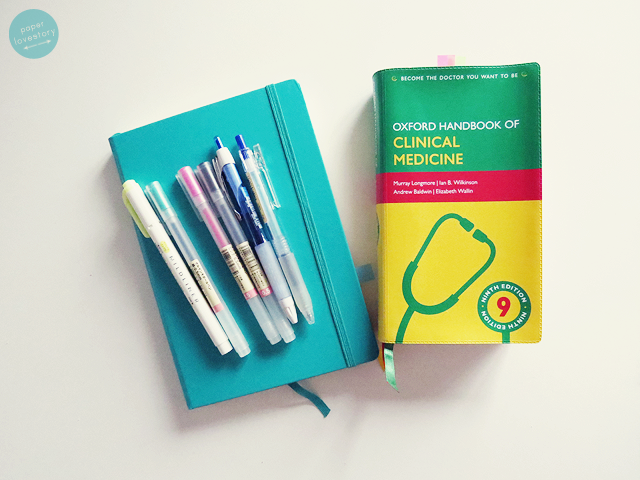 paper
lovestory
BECOME THE DOCTOR YOU WANT TO BE
OXFORD HANDBOOK OF
CLINICAL
MEDICINE
Murray Longmore | Ian B. Wilkinson
Andrew Baldwin | Elizabeth Wallin
NINTH EDITION
9
NINTH EDITION
MILDLINER